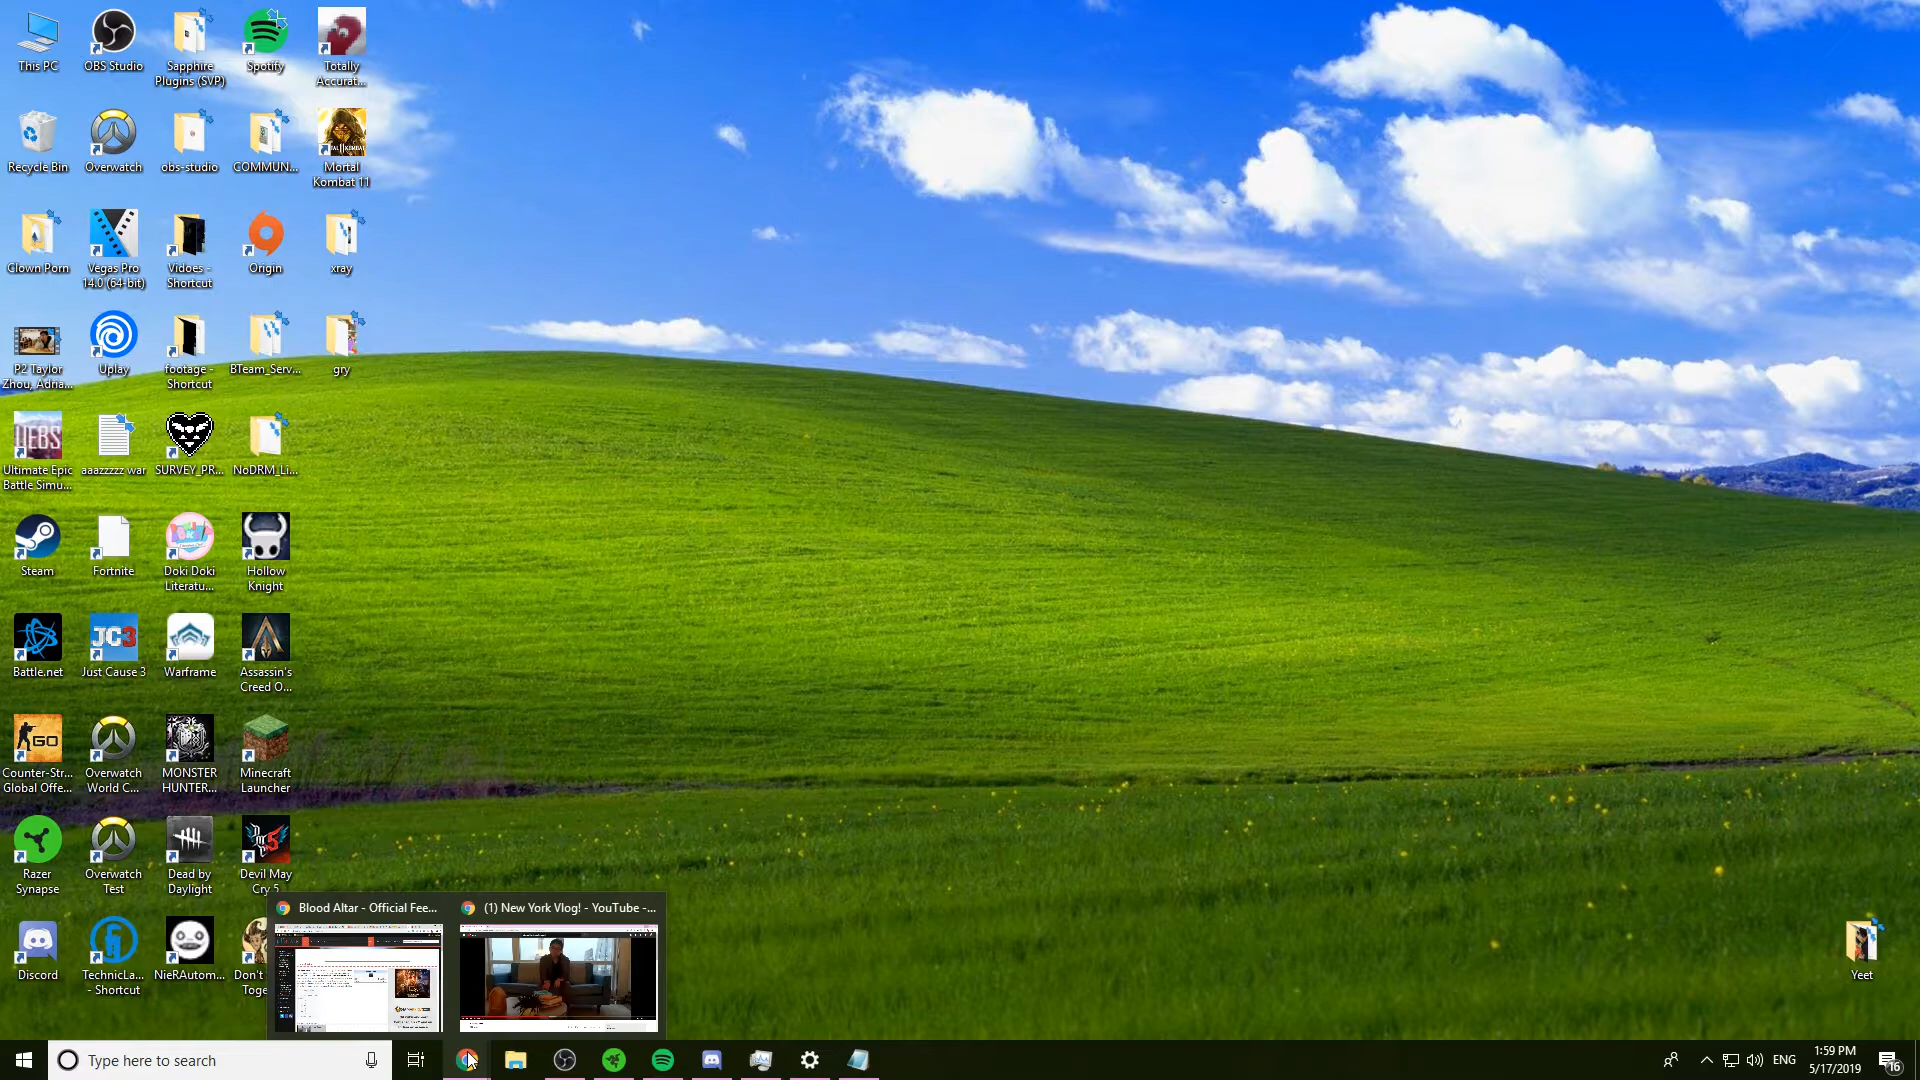 This PC
OBS Studio
Sapphire
Plugins (SVP)
Spotify
Totally
Accurat...
Recycle Bin
Overwatch
obs-studio
COMMUN...
Mortal
Kombat 11
Clown Porn
Vegas Pro
14.0 (64-bit)
Vidoes -
Shortcut
Origin
xray
P2 Taylor
Zhou, Adria...
Uplay
footage -
Shortcut
BTeam_Serv...
gry
UEBS
Ultimate Epic
Battle Simu...
aaazzzzz war
SURVEY_PR...
NoDRM_Li...
Steam
Fortnite
Doki Doki
Literatu...
Hollow
Knight
Battle.net
JC3
Just Cause 3
Warframe
Assassin's
Creed O...
GO
Counter-Str...
Global Offe...
Overwatch
World C...
MONSTER
HUNTER...
Minecraft
Launcher
Razer
Synapse
Overwatch
Test
Dead by
Daylight
Devil May
Cry 5
Discord
TechnicLa...
- Shortcut
NieRAutom...
Don't
Toge
Blood Altar - Official Fee...
(1) New York Vlog! - YouTube -...
Yeet
Type here to search
ENG
1:59 PM
5/17/2019
16